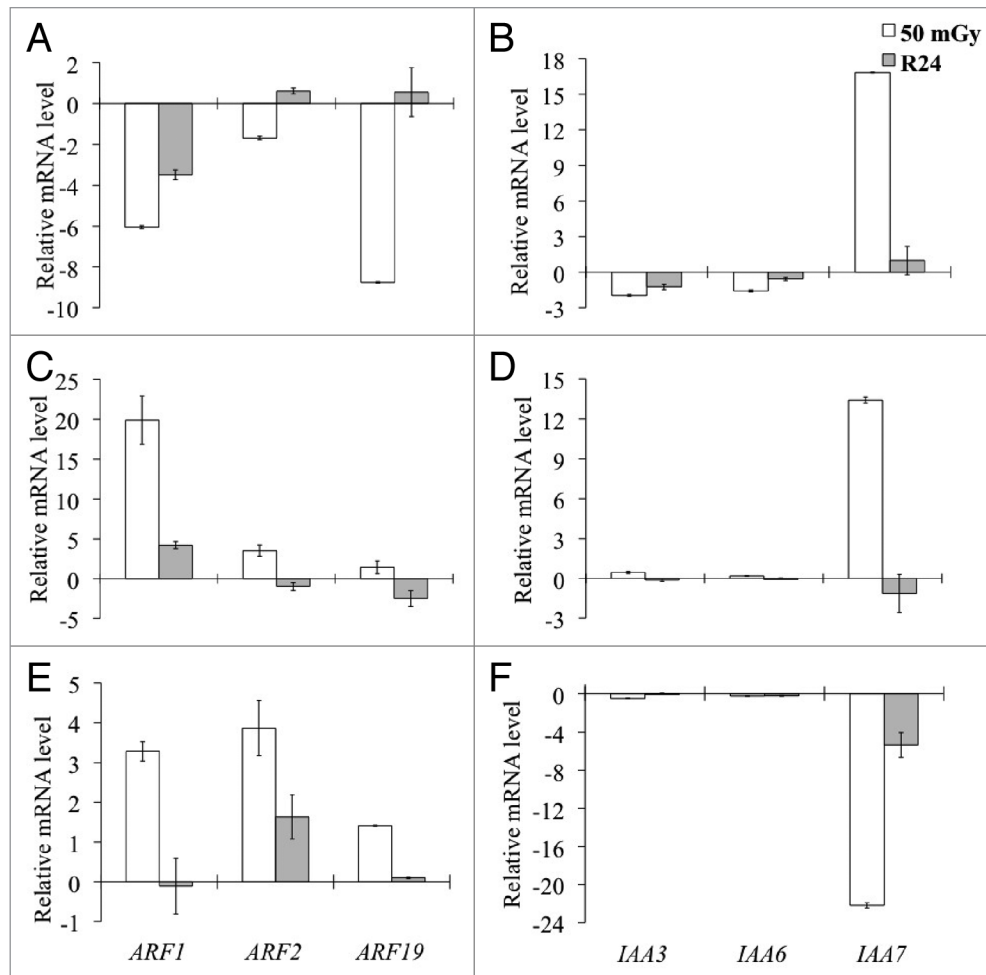 A
Relative mRNA level
2
0
-2
-4
-6
-8
-10
B
50 mGy
R24
Relative mRNA level
18
15
12
9
6
3
0
-3
C
Relative mRNA level
25
20
15
10
5
0
-5
D
Relative mRNA level
15
12
9
6
3
0
-3
E
Relative mRNA level
5
4
3
2
1
0
-1
ARF1 ARF2 ARF19
F
Relative mRNA level
0
-4
-8
-12
-16
-20
-24
IAA3 IAA6 IAA7